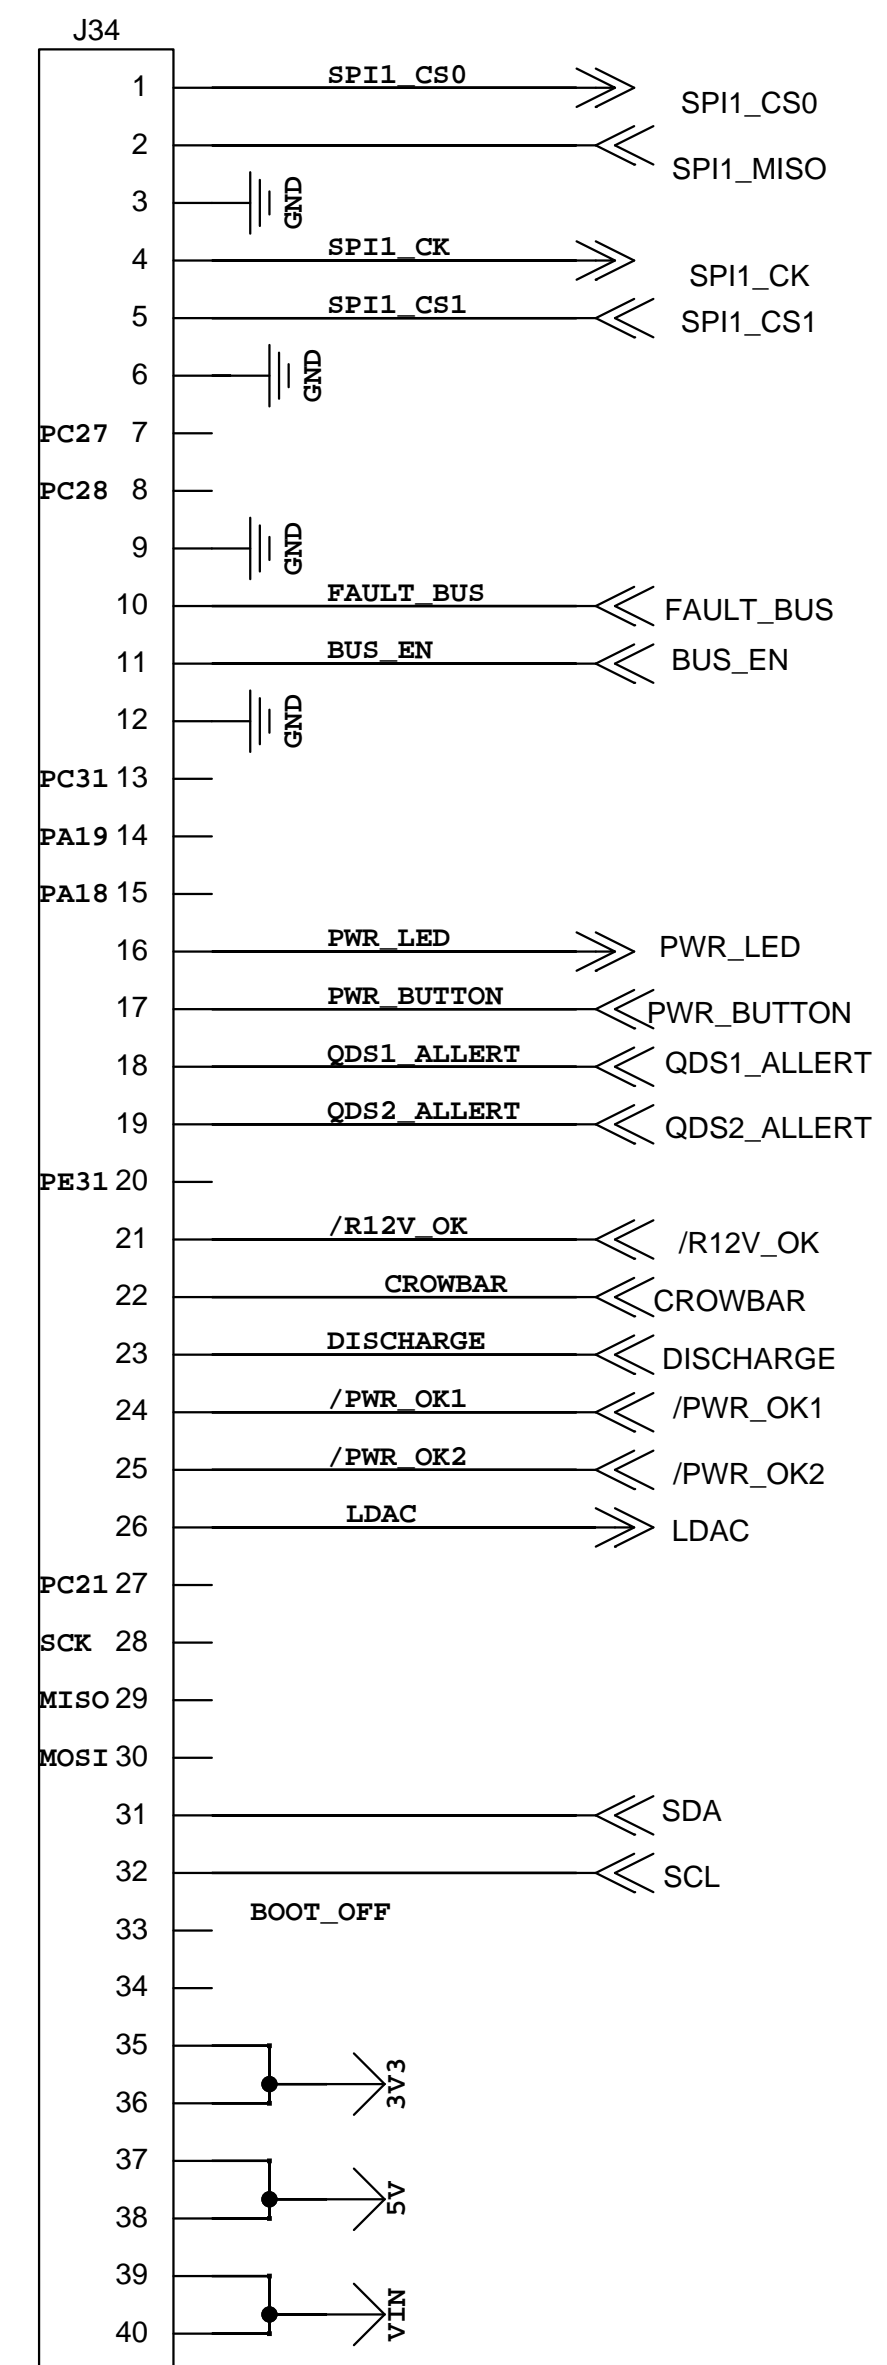 J34
1 SPI1_CS0 SPI1_CS0
2 SPI1_MISO
3 GND
4 SPI1_CK SPI1_CK
5 SPI1_CS1 SPI1_CS1
6 GND
PC27 7
PC28 8
9 GND
10 FAULT_BUS FAULT_BUS
11 BUS_EN BUS_EN
12 GND
PC31 13
PA19 14
PA18 15
16 PWR_LED PWR_LED
17 PWR_BUTTON PWR_BUTTON
18 QDS1_ALLERT QDS1_ALLERT
19 QDS2_ALLERT QDS2_ALLERT
PE31 20
21 /R12V_OK /R12V_OK
22 CROWBAR CROWBAR
23 DISCHARGE DISCHARGE
24 /PWR_OK1 /PWR_OK1
25 /PWR_OK2 /PWR_OK2
26 LDAC LDAC
PC21 27
SCK 28
MISO 29
MOSI 30
31 SDA
32 SCL
33 BOOT_OFF
34
35
3V3
36
37
5V
38
39
VIN
40